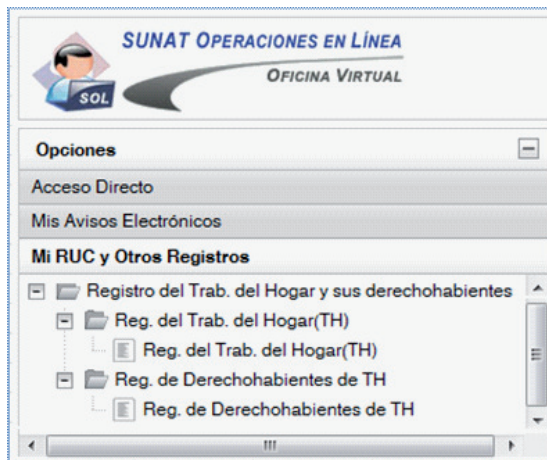 SUNAT OPERACIONES EN LÍNEA
OFICINA VIRTUAL
SOL
Opciones
Acceso Directo
Mis Avisos Electrónicos
Mi RUC y Otros Registros
Registro del Trab. del Hogar y sus derechohabientes
Reg. del Trab. del Hogar(TH)
Reg. del Trab. del Hogar(TH)
Reg. de Derechohabientes de TH
Reg. de Derechohabientes de TH